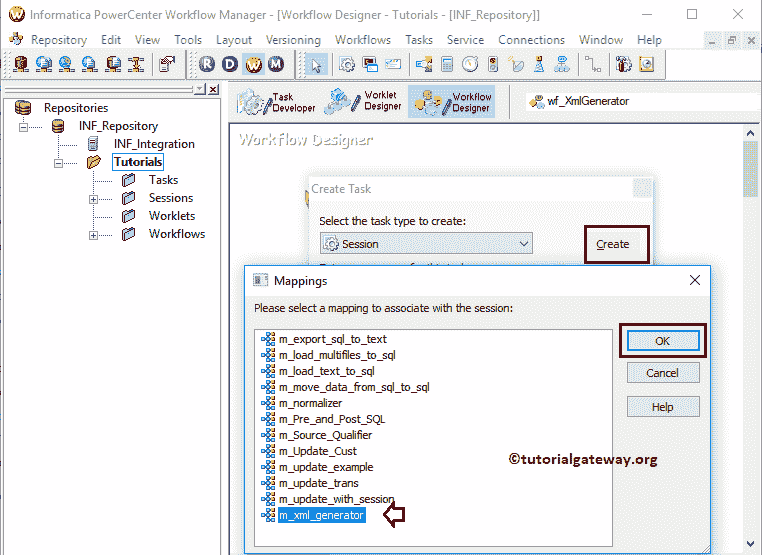 Informatica PowerCenter Workflow Manager - [Workflow Designer - Tutorials - [INF_Repository]]
Repository Edit View Tools Layout Versioning Workflows Tasks Service Connections Window Help
R D W M
Repositories
INF_Repository
INF_Integration
Tutorials
Tasks
Sessions
Worklets
Workflows
Task Developer
Worklet Designer
Workflow Designer
wf_XmlGenerator
Workflow Designer
Create Task
Select the task type to create:
Session
Create
Mappings
Please select a mapping to associate with the session:
m_export_sql_to_text
m_load_multifiles_to_sql
m_load_text_to_sql
m_move_data_from_sql_to_sql
m_normalizer
m_Pre_and_Post_SQL
m_Source_Qualifier
m_Update_Cust
m_update_example
m_update_trans
m_update_with_session
m_xml_generator
OK
Cancel
Help
©tutorialgateway.org